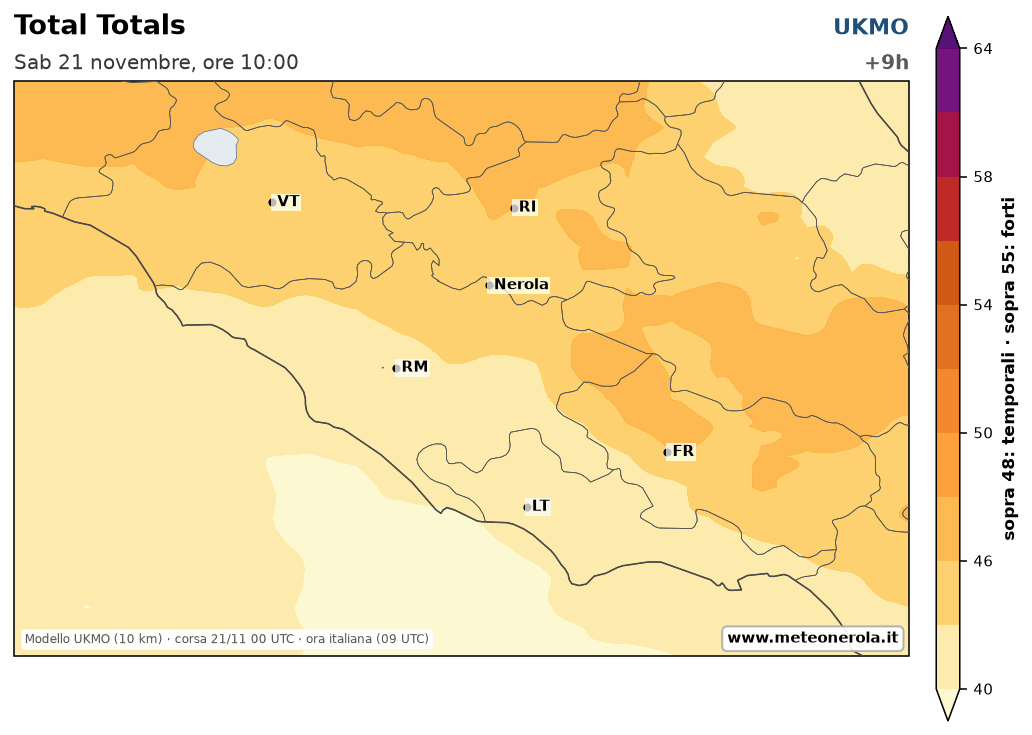 Total Totals
UKMO
Sab 21 novembre, ore 10:00
+9h
64
58
54
50
46
40
sopra 48: temporali · sopra 55: forti
VT
RI
Nerola
RM
FR
LT
Modello UKMO (10 km) · corsa 21/11 00 UTC · ora italiana (09 UTC)
www.meteonerola.it